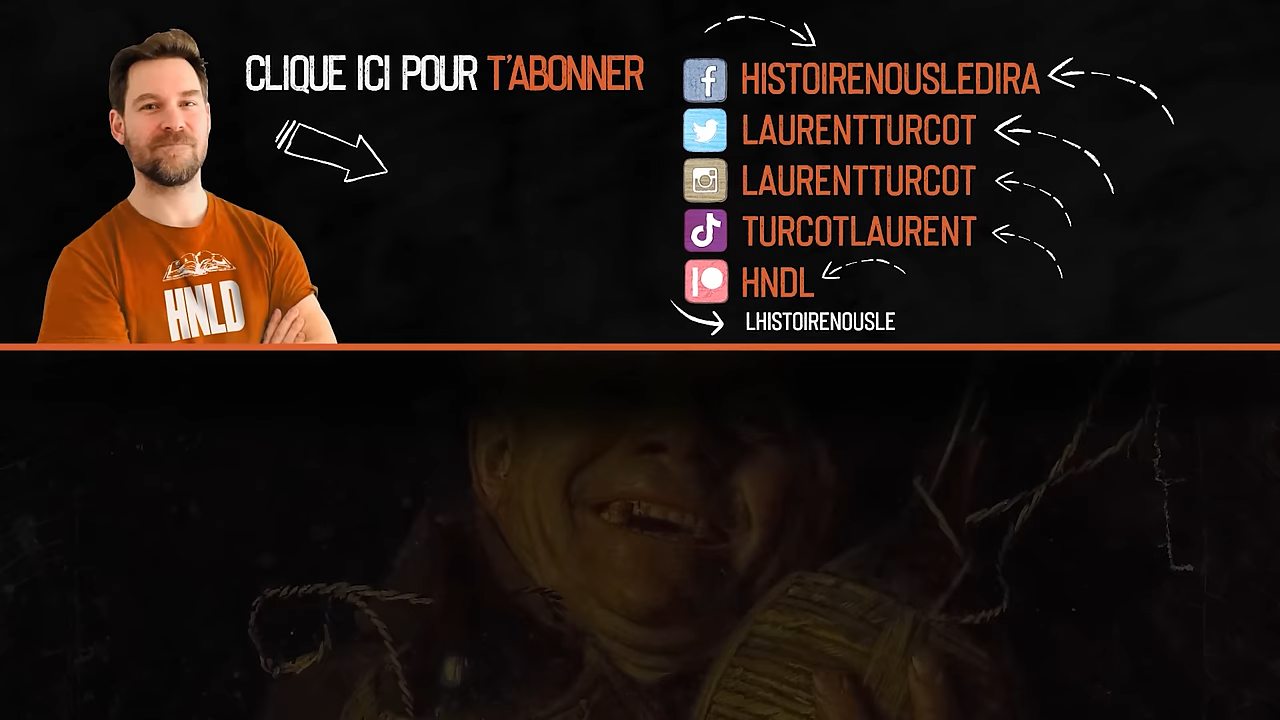 CLIQUE ICI POUR T'ABONNER
HISTOIRENOUSLEDIRA
LAURENTTURCOT
LAURENTTURCOT
TURCOTLAURENT
HNDL
LHISTOIRENOUSLE
HNLD